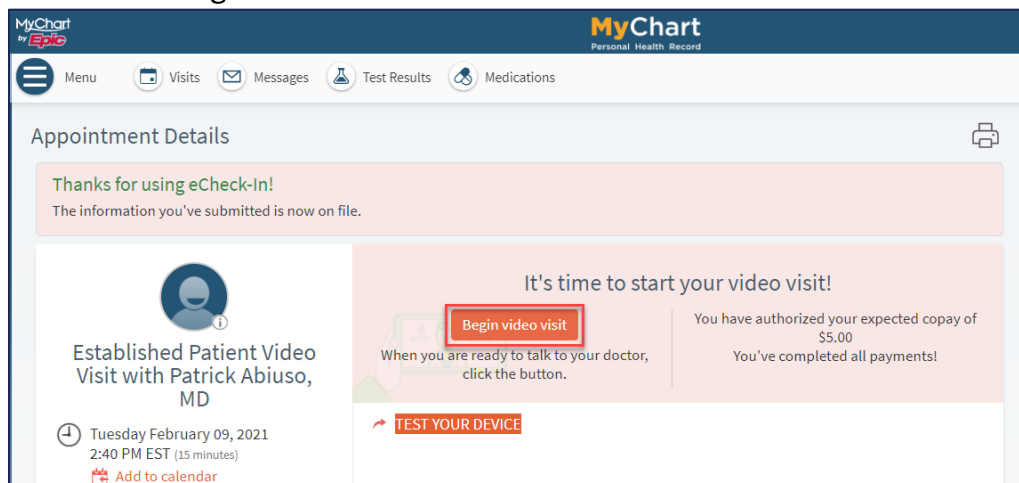 MyChart
by Epic
MyChart
Personal Health Record
Menu Visits Messages Test Results Medications
Appointment Details
Thanks for using eCheck-In!
The information you've submitted is now on file.
Established Patient Video
Visit with Patrick Abiuso,
MD
Tuesday February 09, 2021
2:40 PM EST (15 minutes)
Add to calendar
It's time to start your video visit!
Begin video visit
When you are ready to talk to your doctor,
click the button.
You have authorized your expected copay of
$5.00
You've completed all payments!
TEST YOUR DEVICE